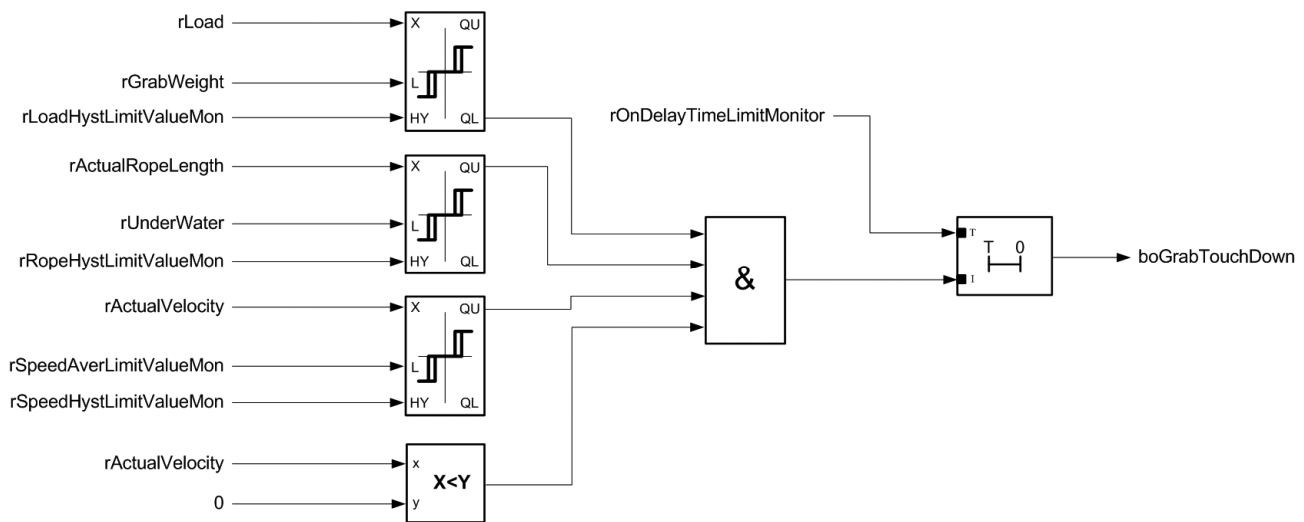 rLoad
X QU
rGrabWeight
L
rLoadHystLimitValueMon
HY QL
rOnDelayTimeLimitMonitor
rActualRopeLength
X QU
rUnderWater
L
rRopeHystLimitValueMon
HY QL
&
T
T 0
I
boGrabTouchDown
rActualVelocity
X QU
rSpeedAverLimitValueMon
L
rSpeedHystLimitValueMon
HY QL
rActualVelocity
x
X<Y
0
y